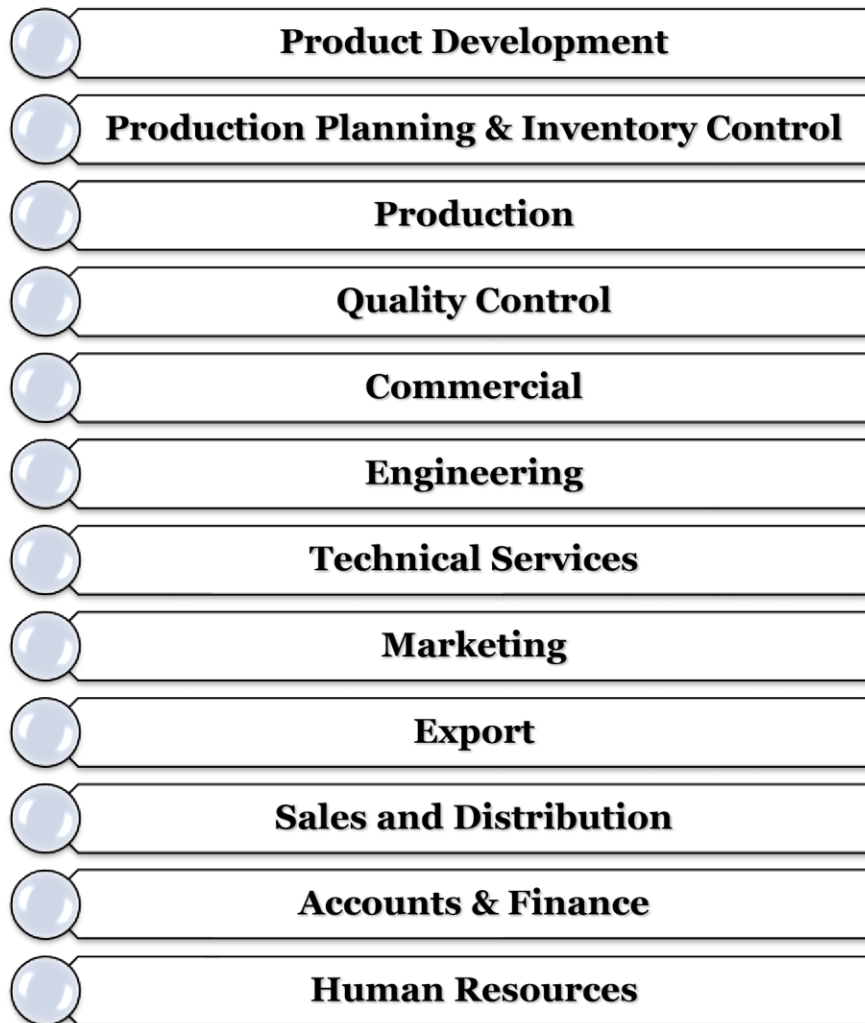 Product Development
Production Planning & Inventory Control
Production
Quality Control
Commercial
Engineering
Technical Services
Marketing
Export
Sales and Distribution
Accounts & Finance
Human Resources